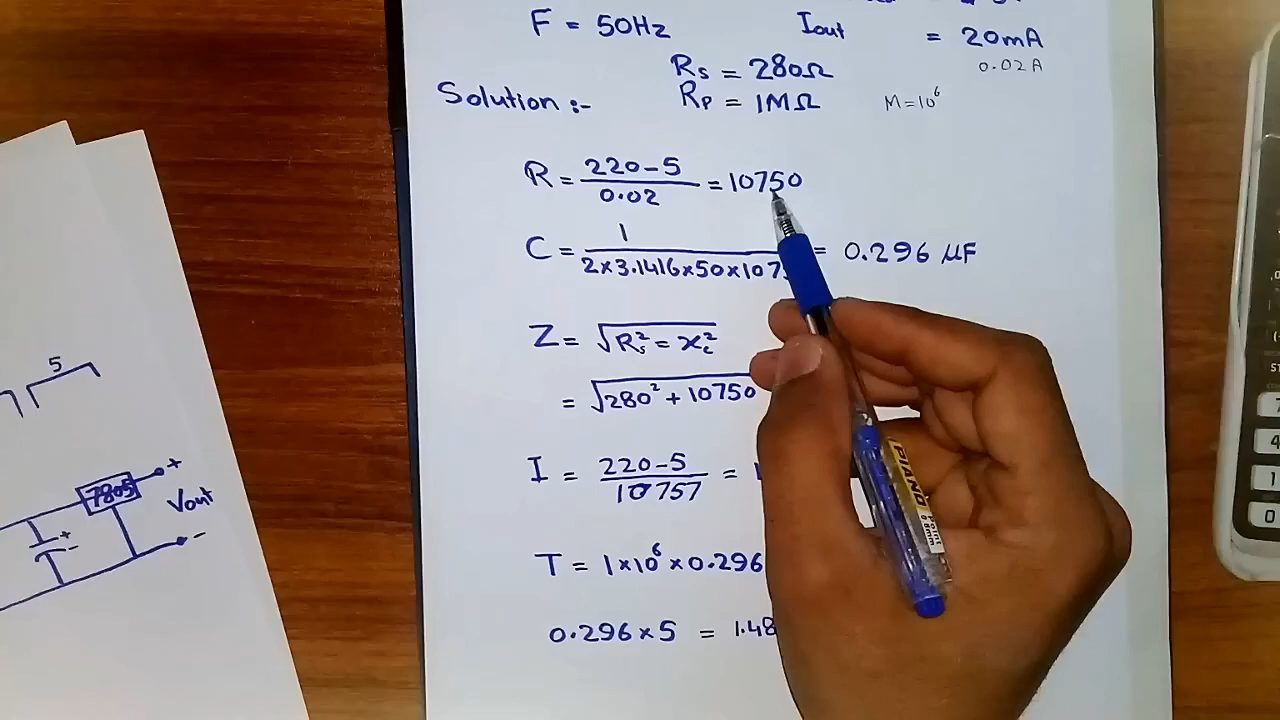 F = 50Hz
Iout = 20mA
0.02A
Rs = 280Ω
Solution :- Rp = 1MΩ M=10⁶
R = 220-5 / 0.02 = 10750
C = 1 / 2×3.1416×50×107 = 0.296 μF
Z = √Rs² = xc²
= √280² + 10750
I = 220-5 / 10757 =
T = 1×10⁶×0.296
0.296×5 = 1.48
5
7805
+
Vout
-
+
-
PIANO